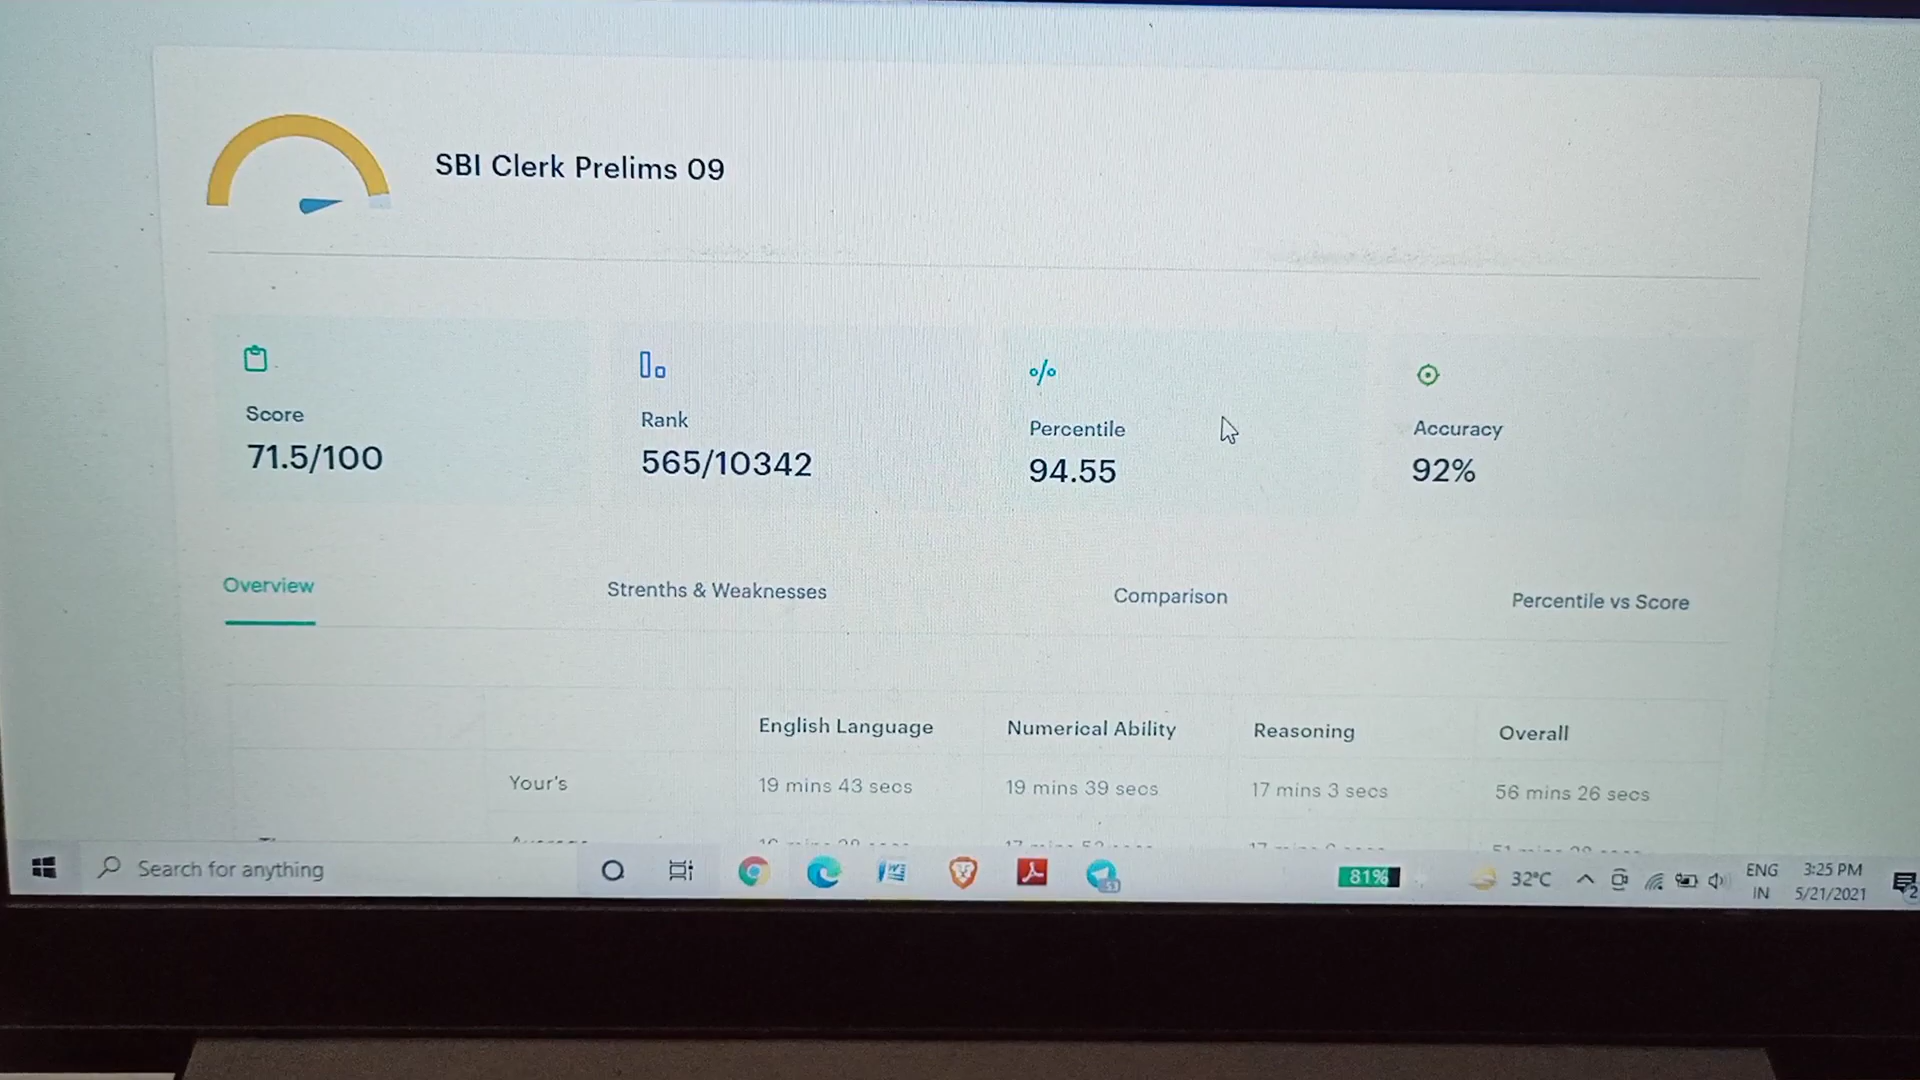 SBI Clerk Prelims 09
Score
71.5/100
Rank
565/10342
Percentile
94.55
Accuracy
92%
Overview Strenths & Weaknesses Comparison Percentile vs Score
English Language Numerical Ability Reasoning Overall
Your's 19 mins 43 secs 19 mins 39 secs 17 mins 3 secs 56 mins 26 secs
Search for anything
81%
32°C
ENG
IN
3:25 PM
5/21/2021
2